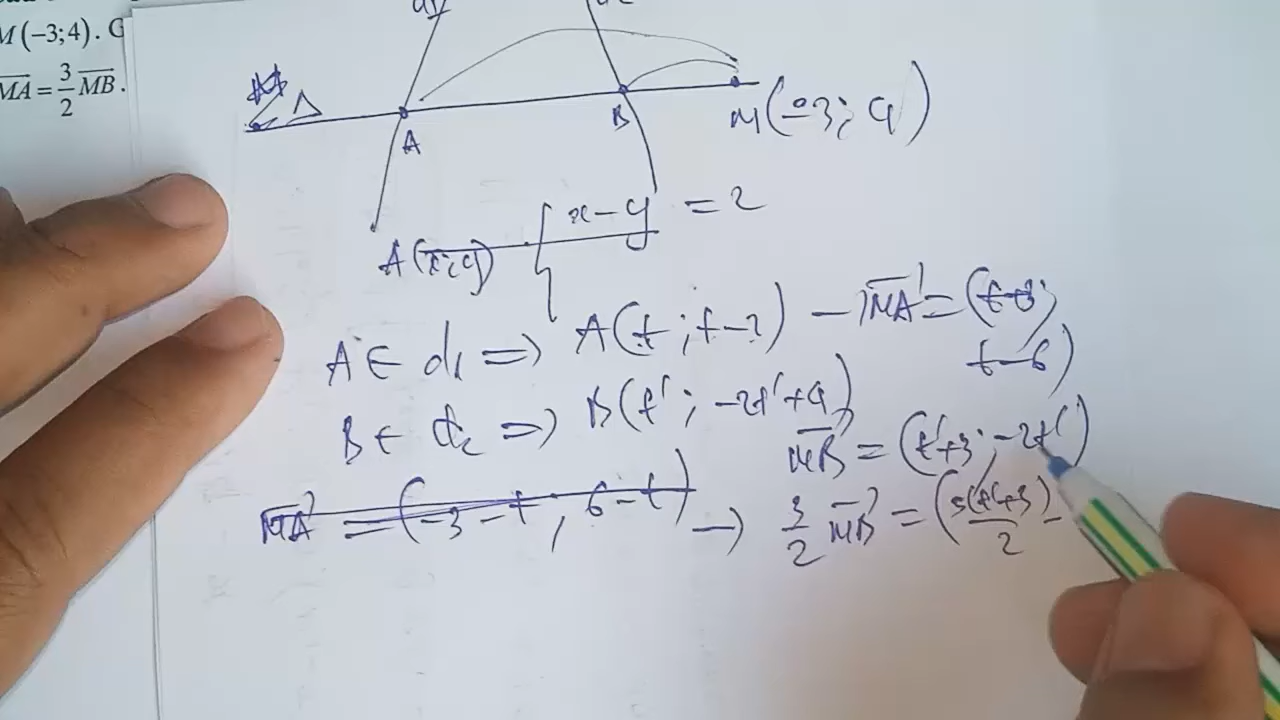 M(-3;4). G
MA = 3/2 MB.
d1
Δ
A
B
M(-3; 4)
A(x;y) { x-y = 2
A ∈ d1 => A(t; t-2) → MA = (t+3;
t-6)
B ∈ d2 => B(t'; -2t'+4)
MB = (t'+3; -2t')
MA = (-3-t; 6-t) → 3/2 MB = (3(t'+3)/2 -